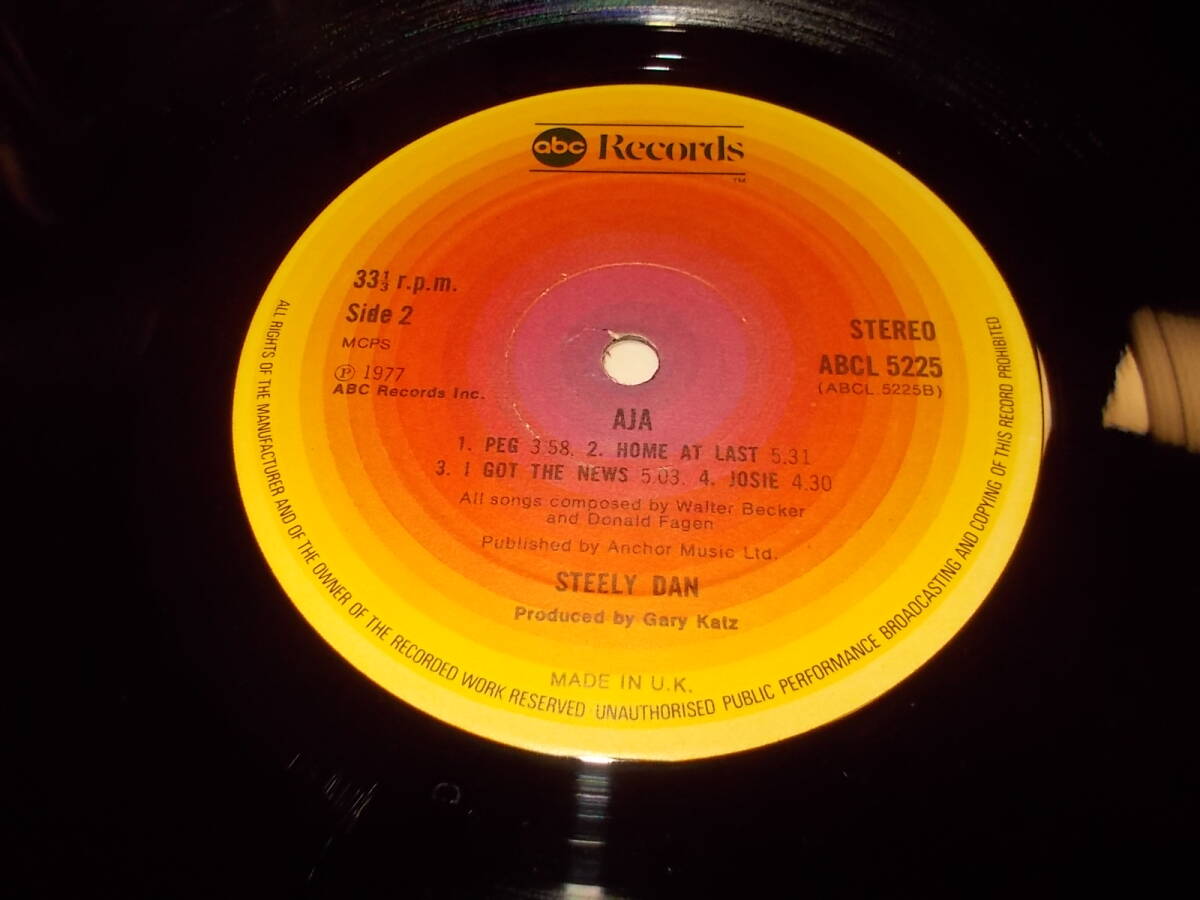 abc Records
TM
33⅓ r.p.m.
Side 2
MCPS
Ⓟ 1977
ABC Records Inc.
STEREO
ABCL 5225
(ABCL 5225B)
AJA
1. PEG 3.58. 2. HOME AT LAST 5.31
3. I GOT THE NEWS 5.03. 4. JOSIE 4.30
All songs composed by Walter Becker
and Donald Fagen
Published by Anchor Music Ltd.
STEELY DAN
Produced by Gary Katz
MADE IN U.K.
ALL RIGHTS OF THE MANUFACTURER AND OF THE OWNER OF THE RECORDED WORK RESERVED UNAUTHORISED PUBLIC PERFORMANCE BROADCASTING AND COPYING OF THIS RECORD PROHIBITED